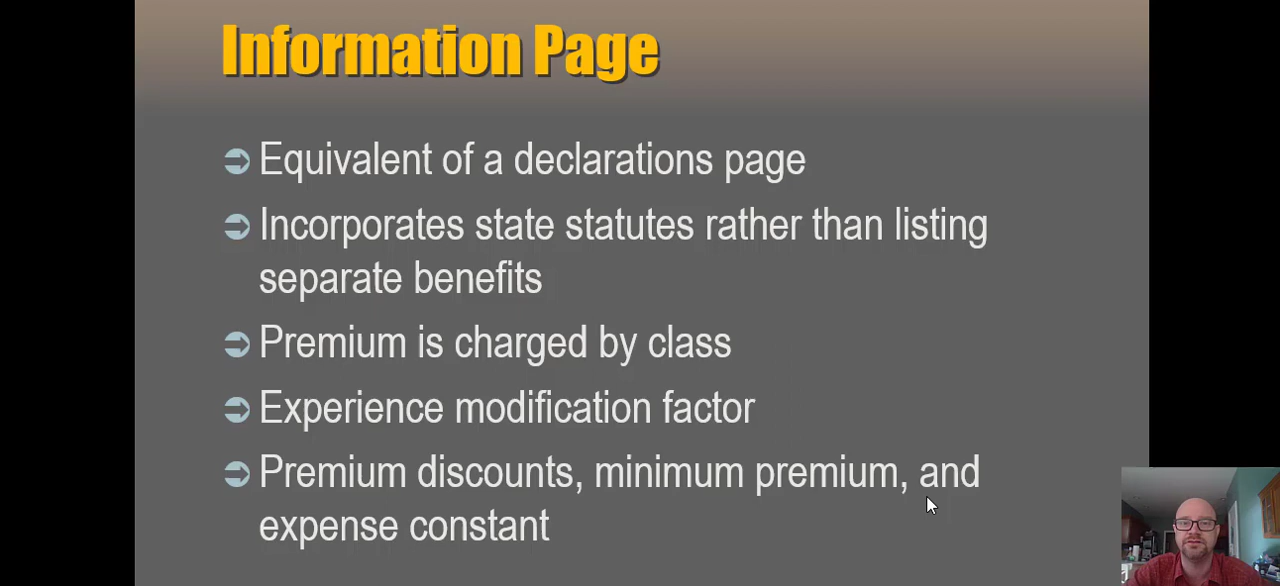 Information Page
Equivalent of a declarations page
Incorporates state statutes rather than listing
separate benefits
Premium is charged by class
Experience modification factor
Premium discounts, minimum premium, and
expense constant